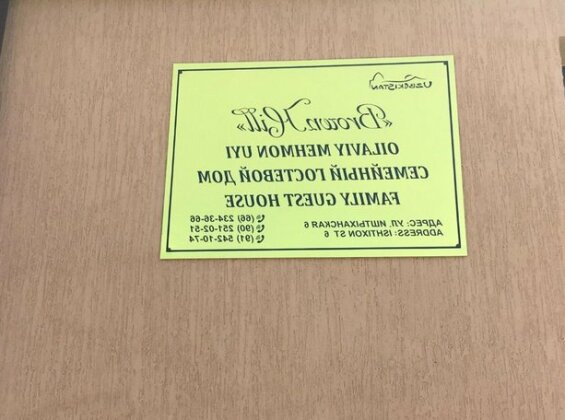 UZBEKISTAN
«Brown Hill»
OILAVIY MEHMON UYI
СЕМЕЙНЫЙ ГОСТЕВОЙ ДОМ
FAMILY GUEST HOUSE
АДРЕС: УЛ. ИШТЫХАНСКАЯ 6
ADDRESS: ISHTIXON ST 6
(66) 234-36-66
(90) 251-02-51
(91) 542-10-74